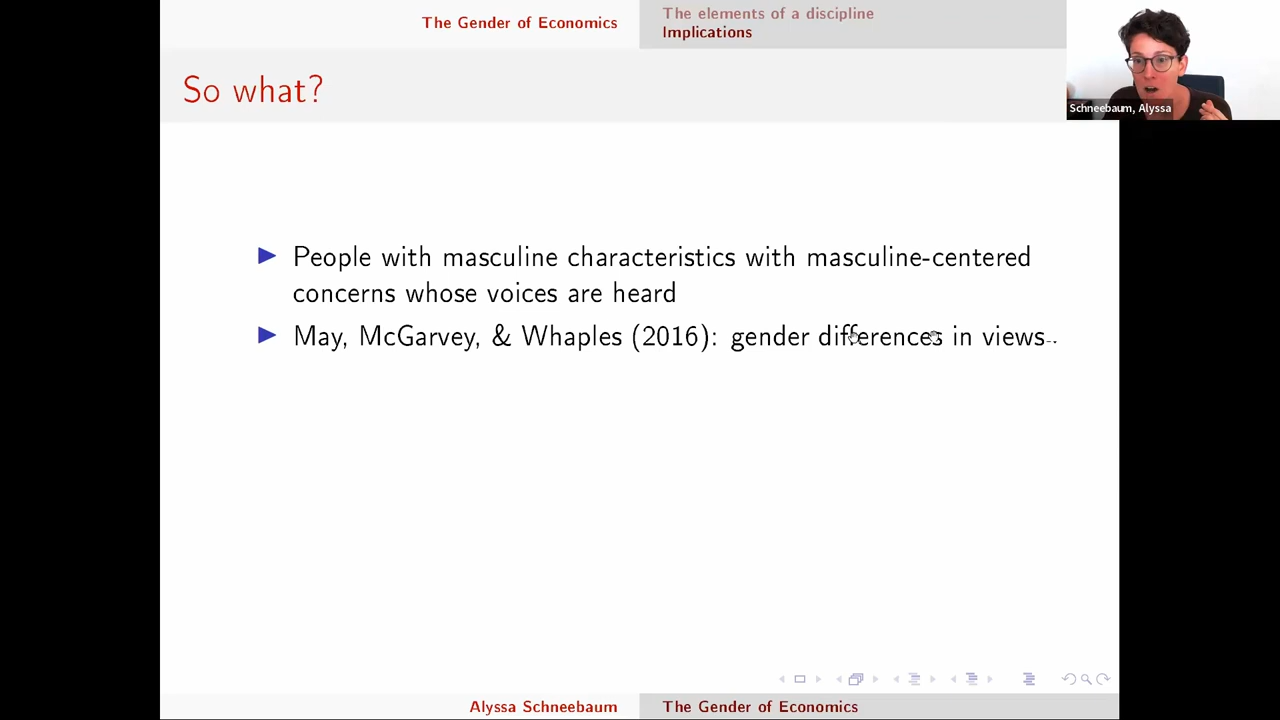 The Gender of Economics
The elements of a discipline
Implications
Schneebaum, Alyssa
So what?
People with masculine characteristics with masculine-centered
concerns whose voices are heard
May, McGarvey, & Whaples (2016): gender differences in views
Alyssa Schneebaum
The Gender of Economics